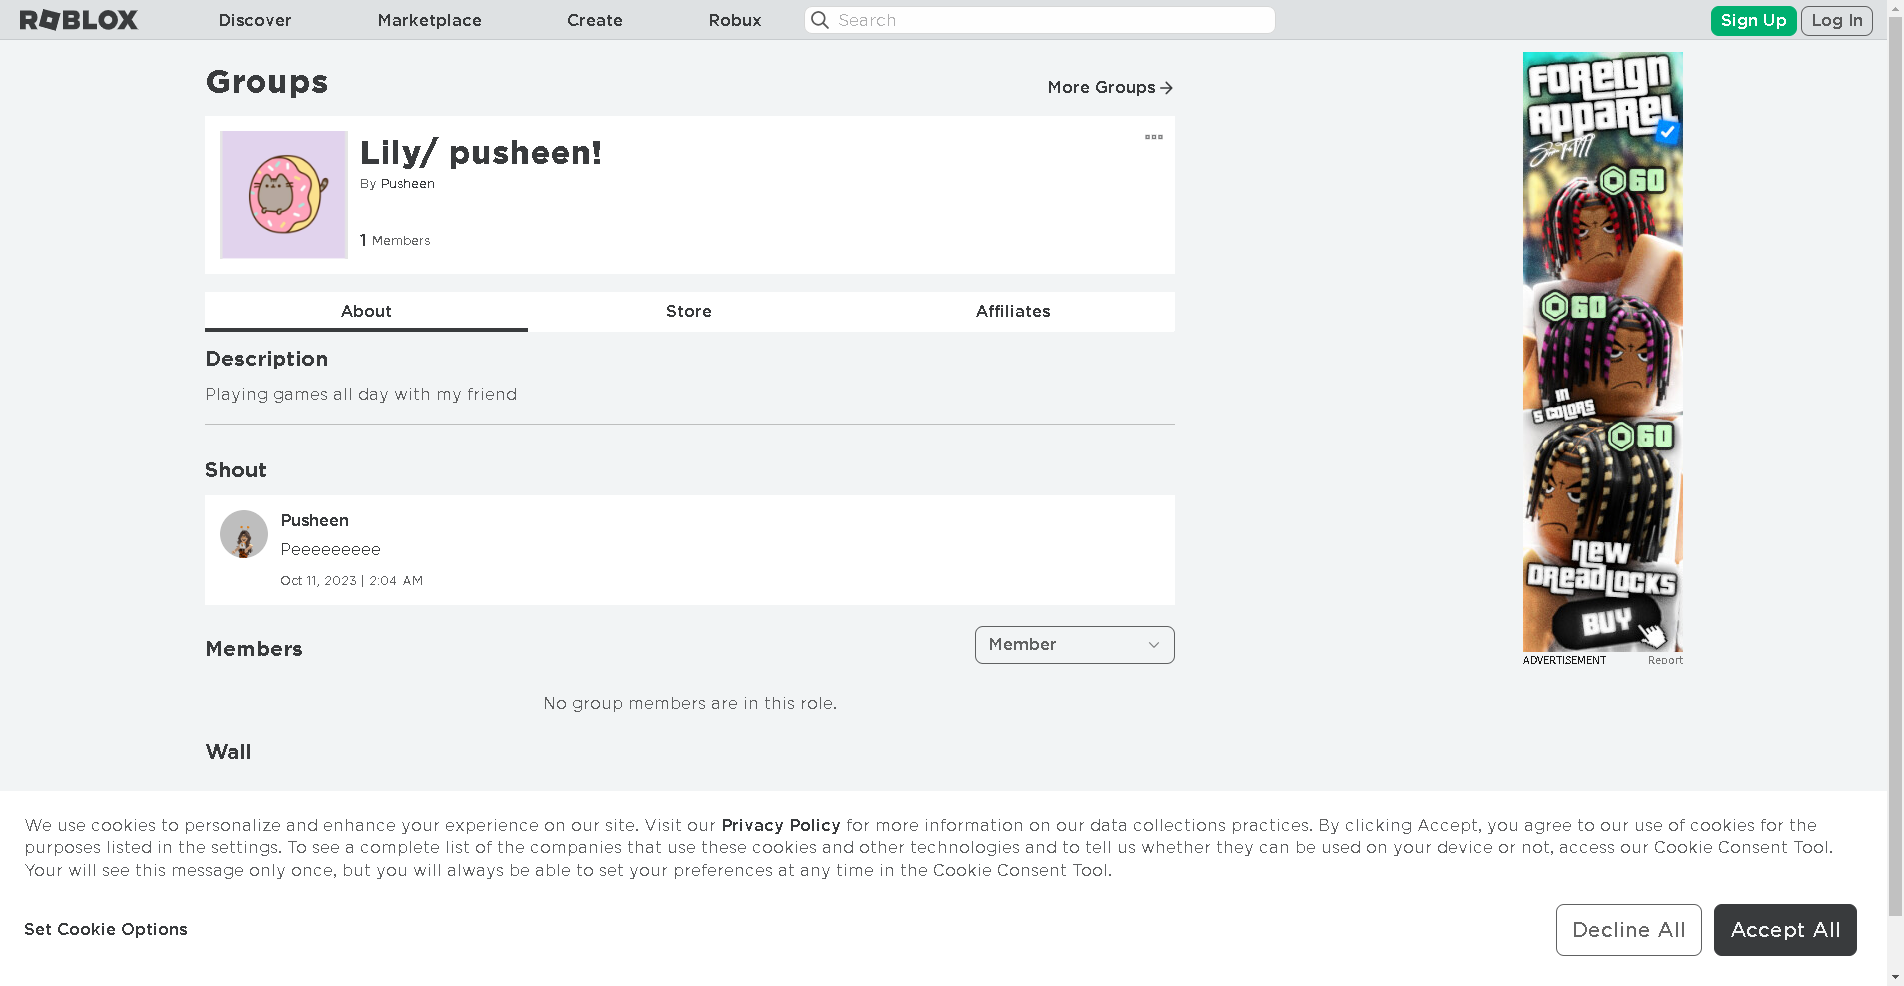 ROBLOX Discover Marketplace Create Robux Search Sign Up Log In
Groups
More Groups
Lily/ pusheen!
By Pusheen
1 Members
About Store Affiliates
Description
Playing games all day with my friend
Shout
Pusheen
Peeeeeeeee
Oct 11, 2023 | 2:04 AM
Members
Member
No group members are in this role.
Wall
FOREIGN
APPAREL
60
60
IN
5 COLORS
60
NEW
DREADLOCKS
BUY
ADVERTISEMENT Report
We use cookies to personalize and enhance your experience on our site. Visit our Privacy Policy for more information on our data collections practices. By clicking Accept, you agree to our use of cookies for the
purposes listed in the settings. To see a complete list of the companies that use these cookies and other technologies and to tell us whether they can be used on your device or not, access our Cookie Consent Tool.
Your will see this message only once, but you will always be able to set your preferences at any time in the Cookie Consent Tool.
Set Cookie Options
Decline All
Accept All